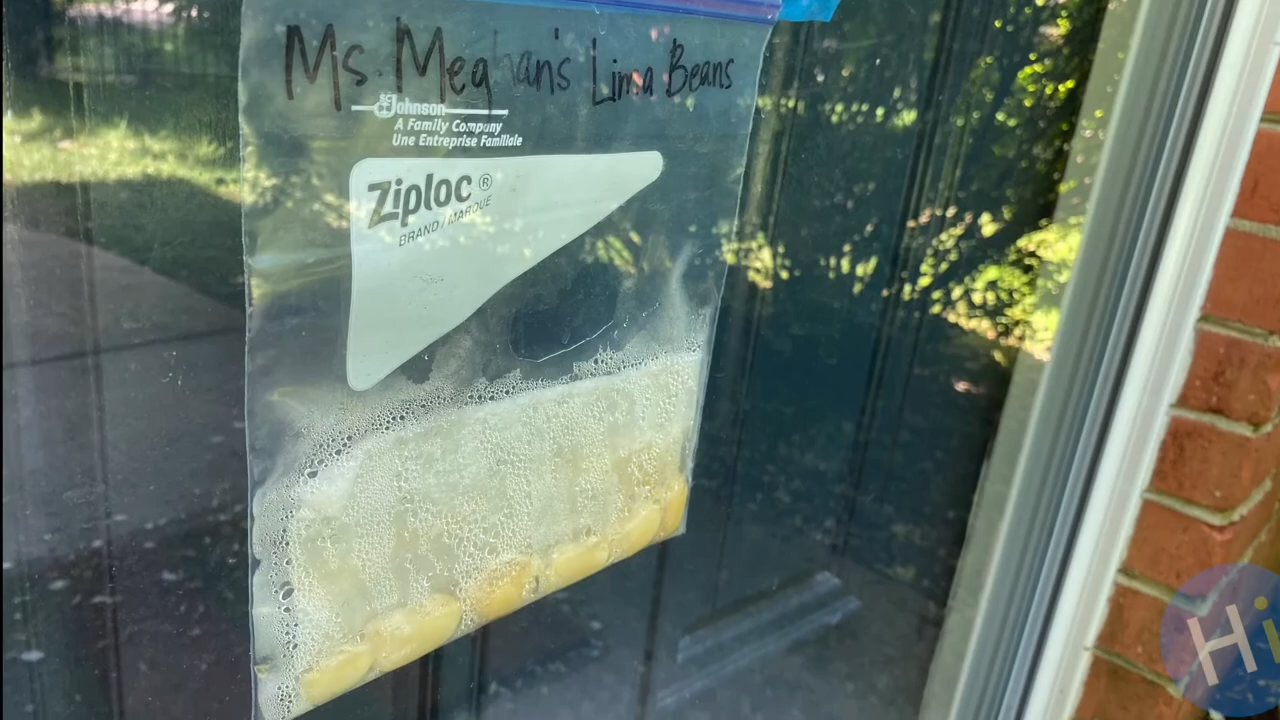 Ms. Meghan's Lima Beans
SC Johnson
A Family Company
Une Entreprise Familiale
Ziploc®
BRAND / MARQUE
Hi